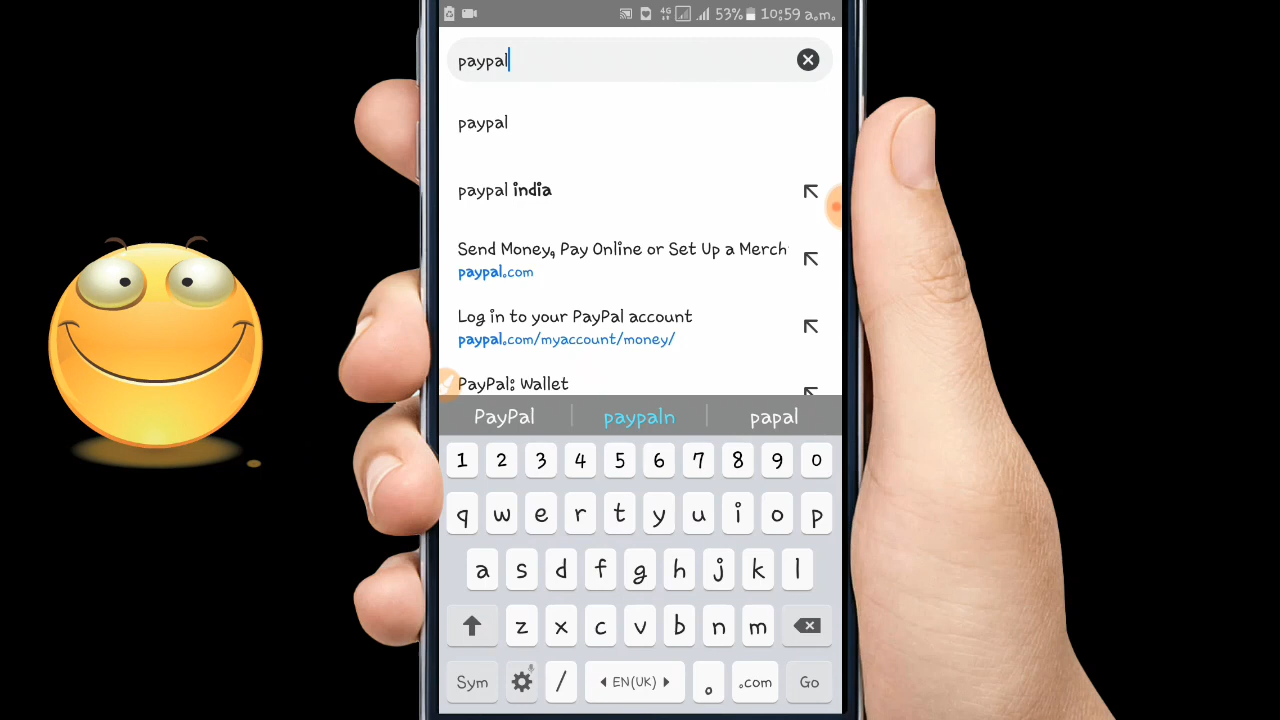 4G 53% 10:59 a.m.
paypal
paypal
paypal india
Send Money, Pay Online or Set Up a Merch
paypal.com
Log in to your PayPal account
paypal.com/myaccount/money/
PayPal: Wallet
PayPal paypaln papal
1 2 3 4 5 6 7 8 9 0
q w e r t y u i o p
a s d f g h j k l
z x c v b n m
Sym / EN(UK) . .com Go